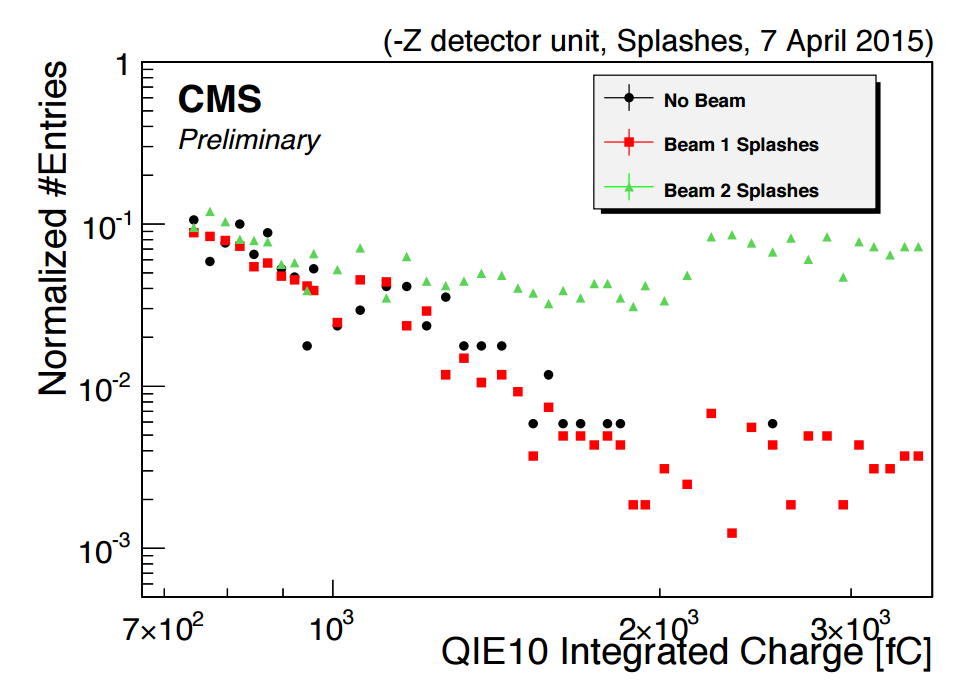 (-Z detector unit, Splashes, 7 April 2015)
CMS
Preliminary
No Beam
Beam 1 Splashes
Beam 2 Splashes
Normalized #Entries
1
10⁻¹
10⁻²
10⁻³
7×10² 10³ 2×10³ 3×10³
QIE10 Integrated Charge [fC]